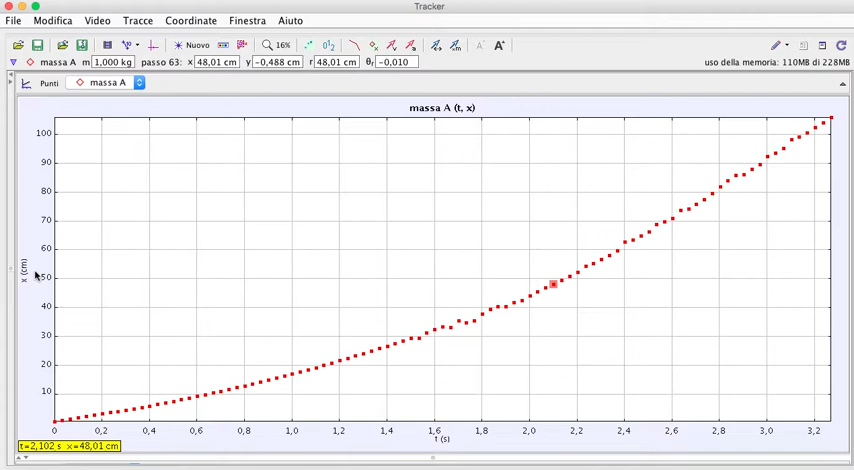 Tracker
File Modifica Video Tracce Coordinate Finestra Aiuto
Nuovo 16%
massa A m 1,000 kg passo 63: x 48,01 cm y -0,488 cm r 48,01 cm θr -0,010 uso della memoria: 110MB di 228MB
Punti massa A
massa A (t, x)
100
90
80
70
60
50
40
30
20
10
x (cm)
0 0,2 0,4 0,6 0,8 1,0 1,2 1,4 1,6 1,8 2,0 2,2 2,4 2,6 2,8 3,0 3,2
t (s)
t=2,102 s x=48,01 cm